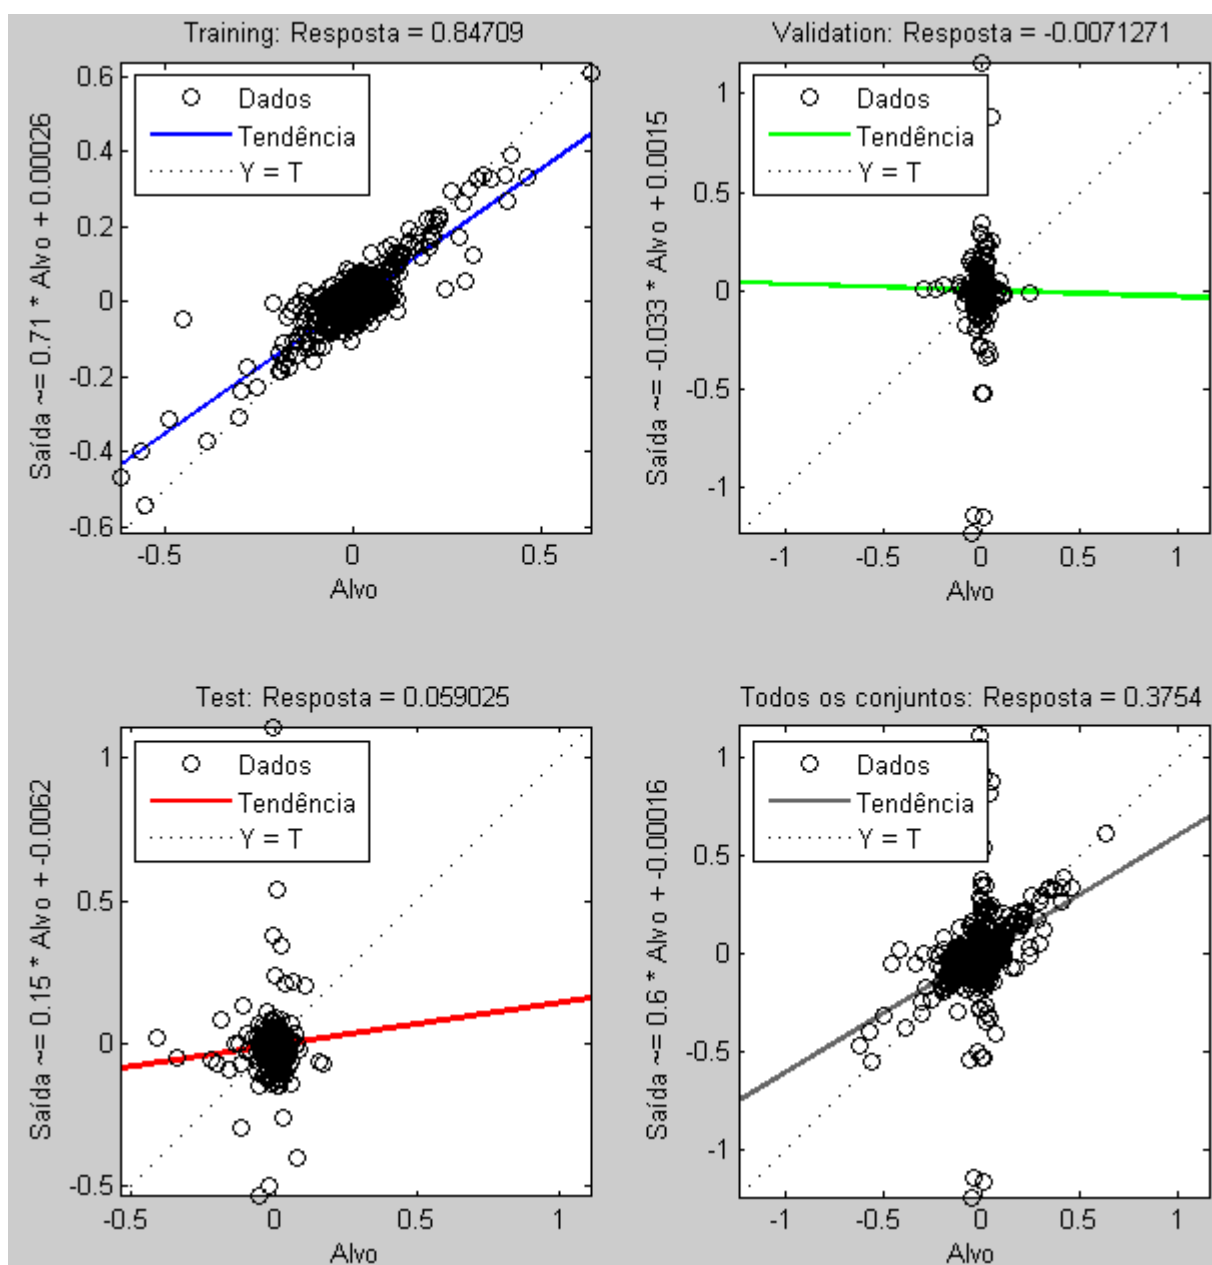 Training: Resposta = 0.84709
Saída ~= 0.71 * Alvo + 0.00026
0.6
0.4
0.2
0
-0.2
-0.4
-0.6
Dados
Tendência
Y = T
-0.5
0
0.5
Alvo
Validation: Resposta = -0.0071271
Saída ~= -0.033 * Alvo + 0.0015
1
0.5
0
-0.5
-1
Dados
Tendência
Y = T
-1
-0.5
0
0.5
1
Alvo
Test: Resposta = 0.059025
Saída ~= 0.15 * Alvo + -0.0062
1
0.5
0
-0.5
Dados
Tendência
Y = T
-0.5
0
0.5
1
Alvo
Todos os conjuntos: Resposta = 0.3754
Saída ~= 0.6 * Alvo + -0.00016
1
0.5
0
-0.5
-1
Dados
Tendência
Y = T
-1
-0.5
0
0.5
1
Alvo